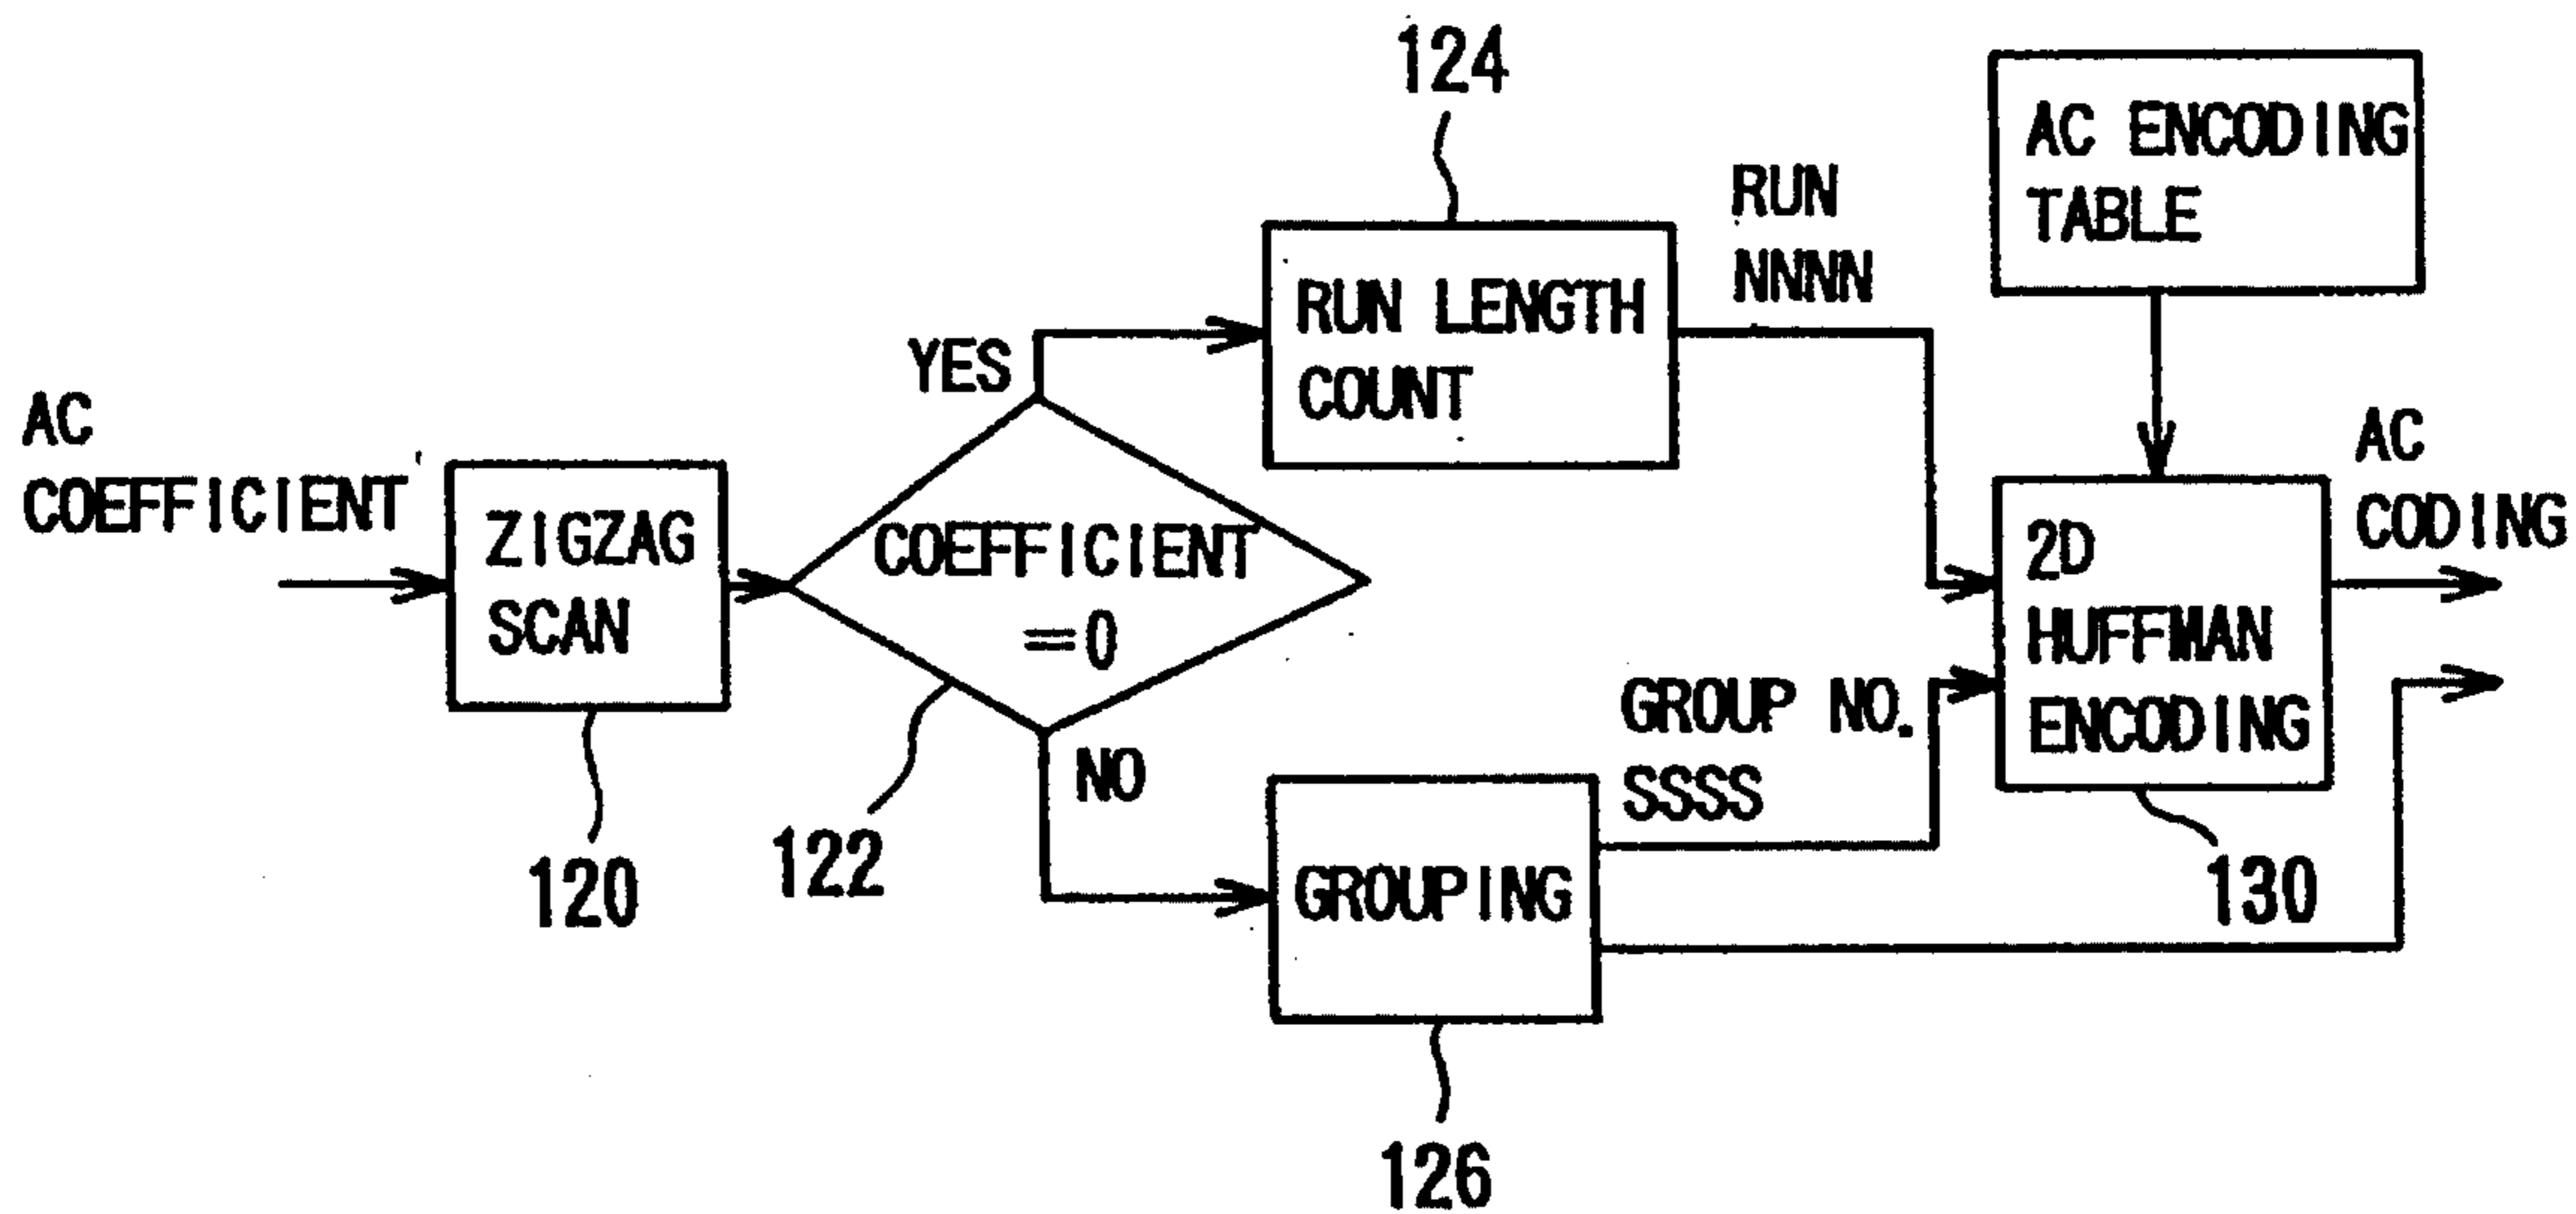 124
AC ENCODING
TABLE
RUN
NNNN
RUN LENGTH
COUNT
YES
AC
COEFFICIENT
ZIGZAG
SCAN
COEFFICIENT
=0
2D
HUFFMAN
ENCODING
AC
CODING
GROUP NO.
SSSS
NO
GROUPING
120
122
130
126